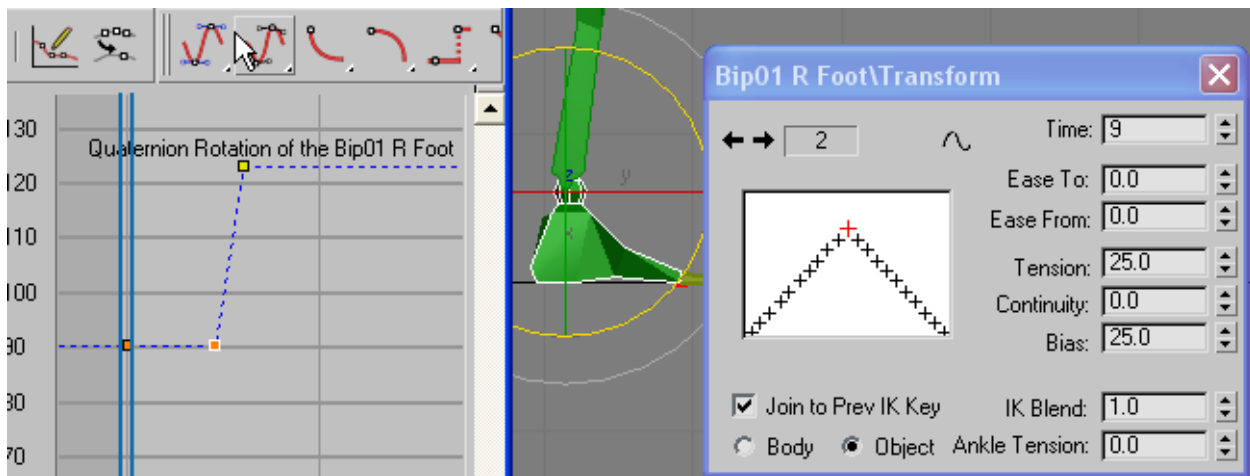 130
Quaternion Rotation of the Bip01 R Foot
120
110
100
90
80
70
z
y
x
Bip01 R Foot\Transform
2
Time: 9
Ease To: 0.0
Ease From: 0.0
Tension: 25.0
Continuity: 0.0
Bias: 25.0
Join to Prev IK Key
IK Blend: 1.0
Body Object
Ankle Tension: 0.0